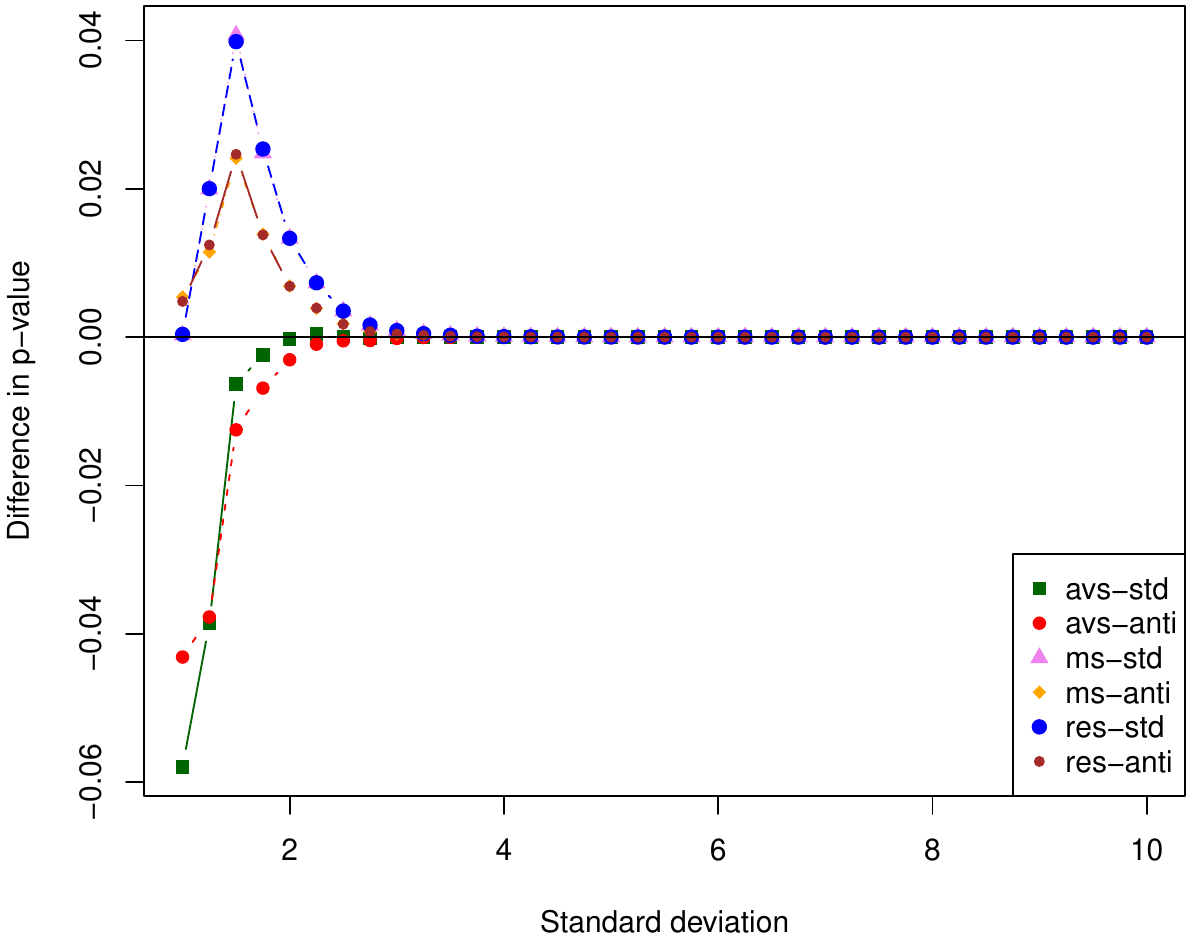 0.04
0.02
0.00
−0.02
−0.04
−0.06
Difference in p−value
avs−std
avs−anti
ms−std
ms−anti
res−std
res−anti
2 4 6 8 10
Standard deviation